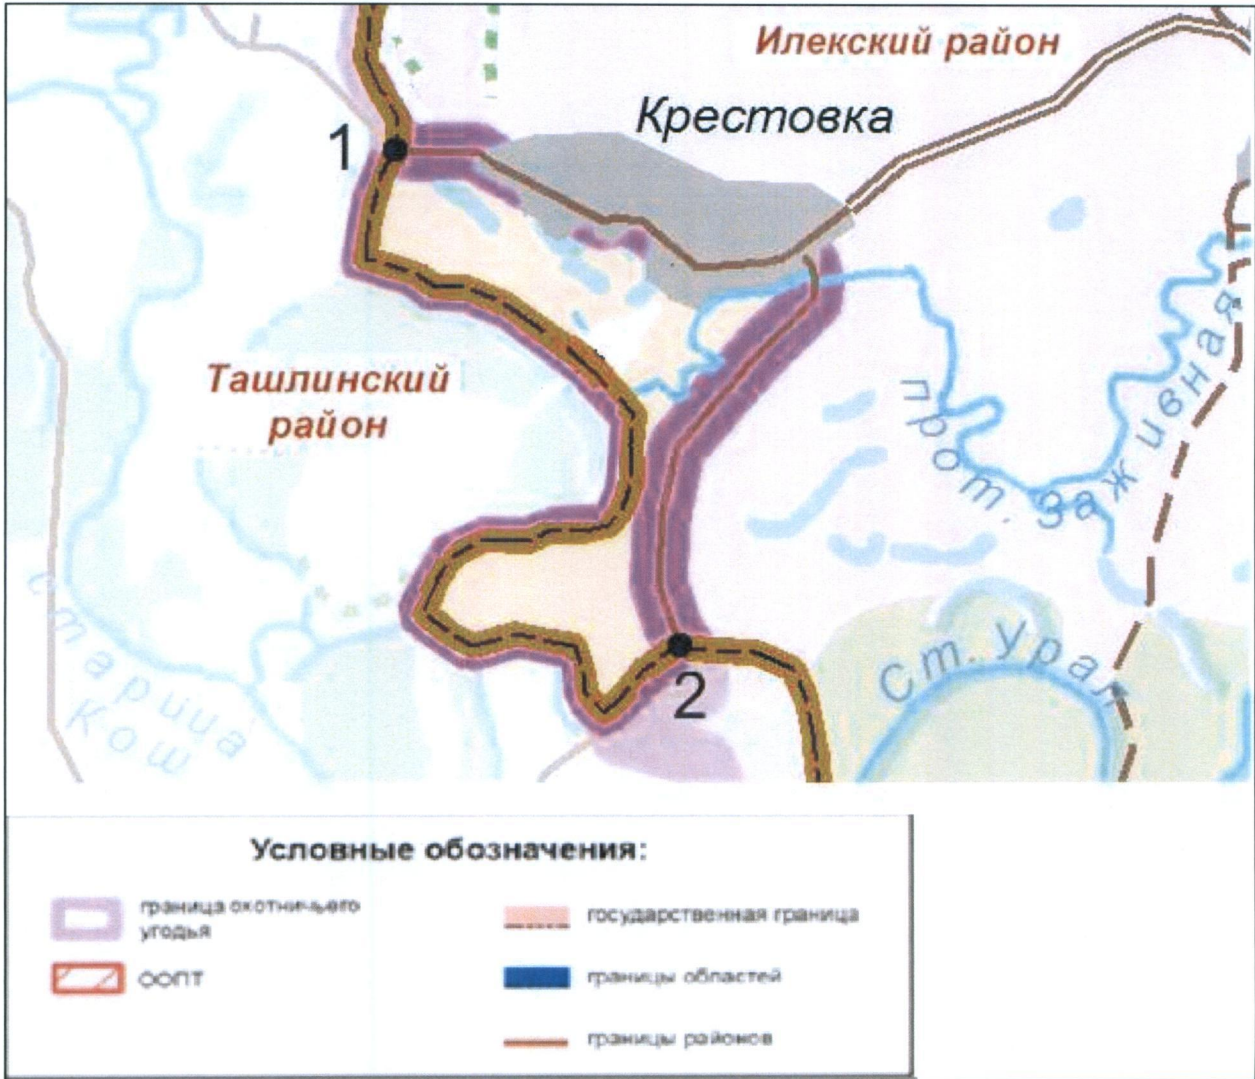 Илекский район
Крестовка
1
Ташлинский
район
прот. Заживная
Ст. Урал
старица
Кош
2
Условные обозначения:
граница охотничьего
угодья
ООПТ
государственная граница
границы областей
границы районов